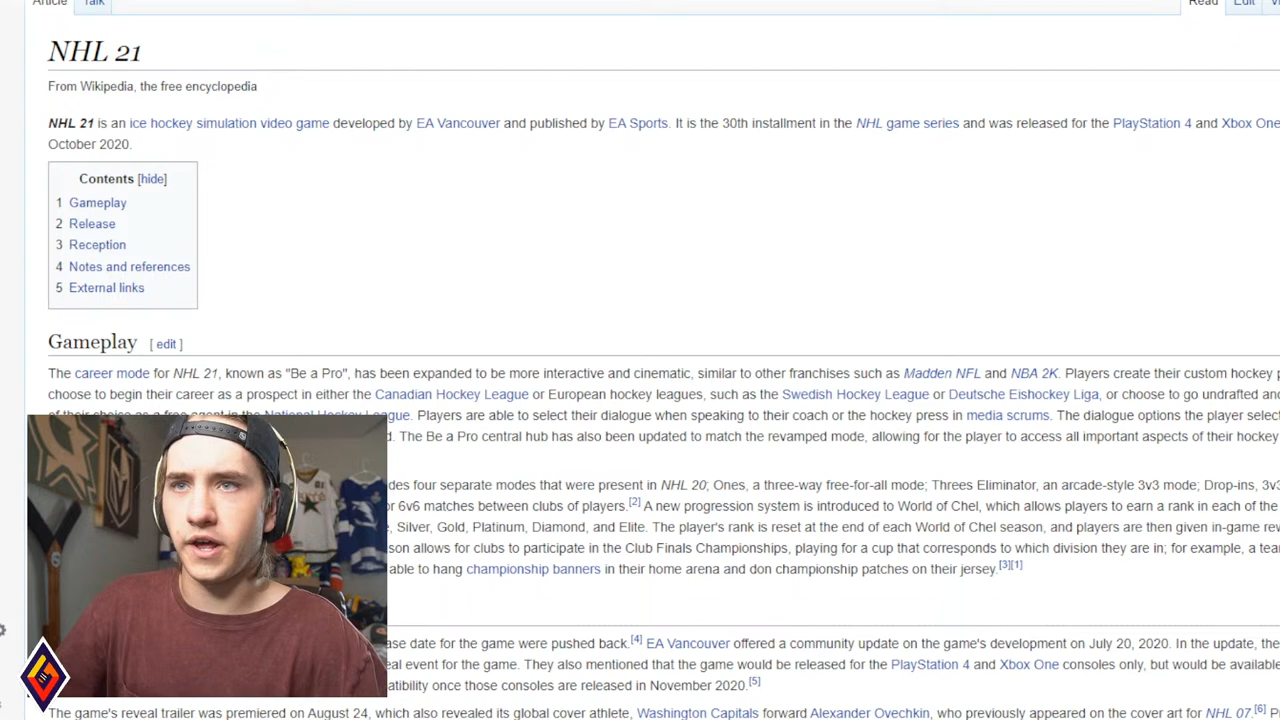 Article Talk Read Edit
NHL 21
From Wikipedia, the free encyclopedia
NHL 21 is an ice hockey simulation video game developed by EA Vancouver and published by EA Sports. It is the 30th installment in the NHL game series and was released for the PlayStation 4 and Xbox One
October 2020.
Contents [hide]
1 Gameplay
2 Release
3 Reception
4 Notes and references
5 External links
Gameplay [ edit ]
The career mode for NHL 21, known as "Be a Pro", has been expanded to be more interactive and cinematic, similar to other franchises such as Madden NFL and NBA 2K. Players create their custom hockey
choose to begin their career as a prospect in either the Canadian Hockey League or European hockey leagues, such as the Swedish Hockey League or Deutsche Eishockey Liga, or choose to go undrafted and
of their choice as a free agent in the National Hockey League. Players are able to select their dialogue when speaking to their coach or the hockey press in media scrums. The dialogue options the player
. The Be a Pro central hub has also been updated to match the revamped mode, allowing for the player to access all important aspects of their hockey
des four separate modes that were present in NHL 20; Ones, a three-way free-for-all mode; Threes Eliminator, an arcade-style 3v3 mode; Drop-ins, 3v3
or 6v6 matches between clubs of players.[2] A new progression system is introduced to World of Chel, which allows players to earn a rank in each of the
, Silver, Gold, Platinum, Diamond, and Elite. The player's rank is reset at the end of each World of Chel season, and players are then given in-game
son allows for clubs to participate in the Club Finals Championships, playing for a cup that corresponds to which division they are in; for example, a
able to hang championship banners in their home arena and don championship patches on their jersey.[3][1]
ase date for the game were pushed back.[4] EA Vancouver offered a community update on the game's development on July 20, 2020. In the update, the
eal event for the game. They also mentioned that the game would be released for the PlayStation 4 and Xbox One consoles only, but would be available
atibility once those consoles are released in November 2020.[5]
The game's reveal trailer was premiered on August 24, which also revealed its global cover athlete, Washington Capitals forward Alexander Ovechkin, who previously appeared on the cover art for NHL 07.[6]